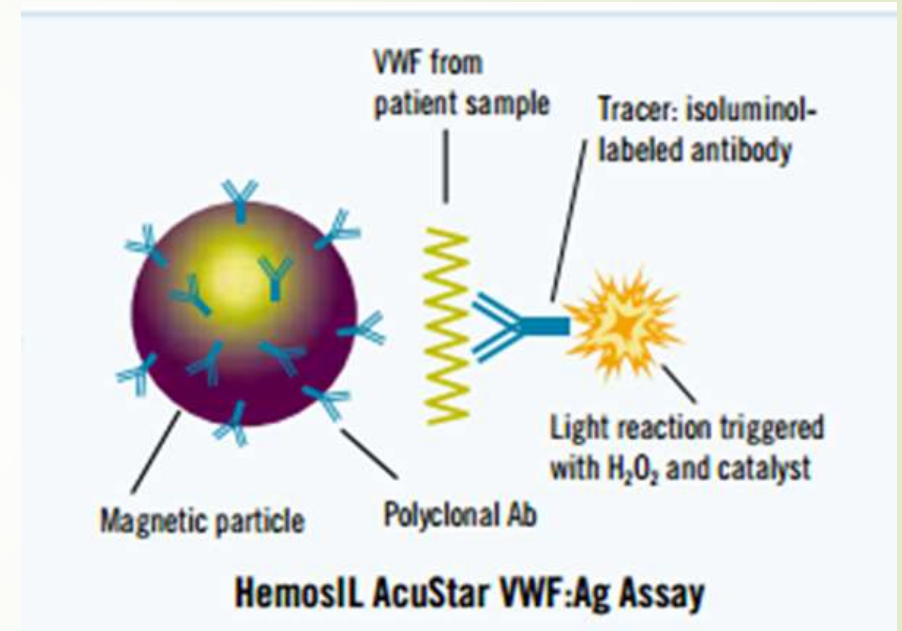 VWF from
patient sample
Tracer: isoluminol-
labeled antibody
Light reaction triggered
with H₂O₂ and catalyst
Magnetic particle
Polyclonal Ab
HemosIL AcuStar VWF:Ag Assay